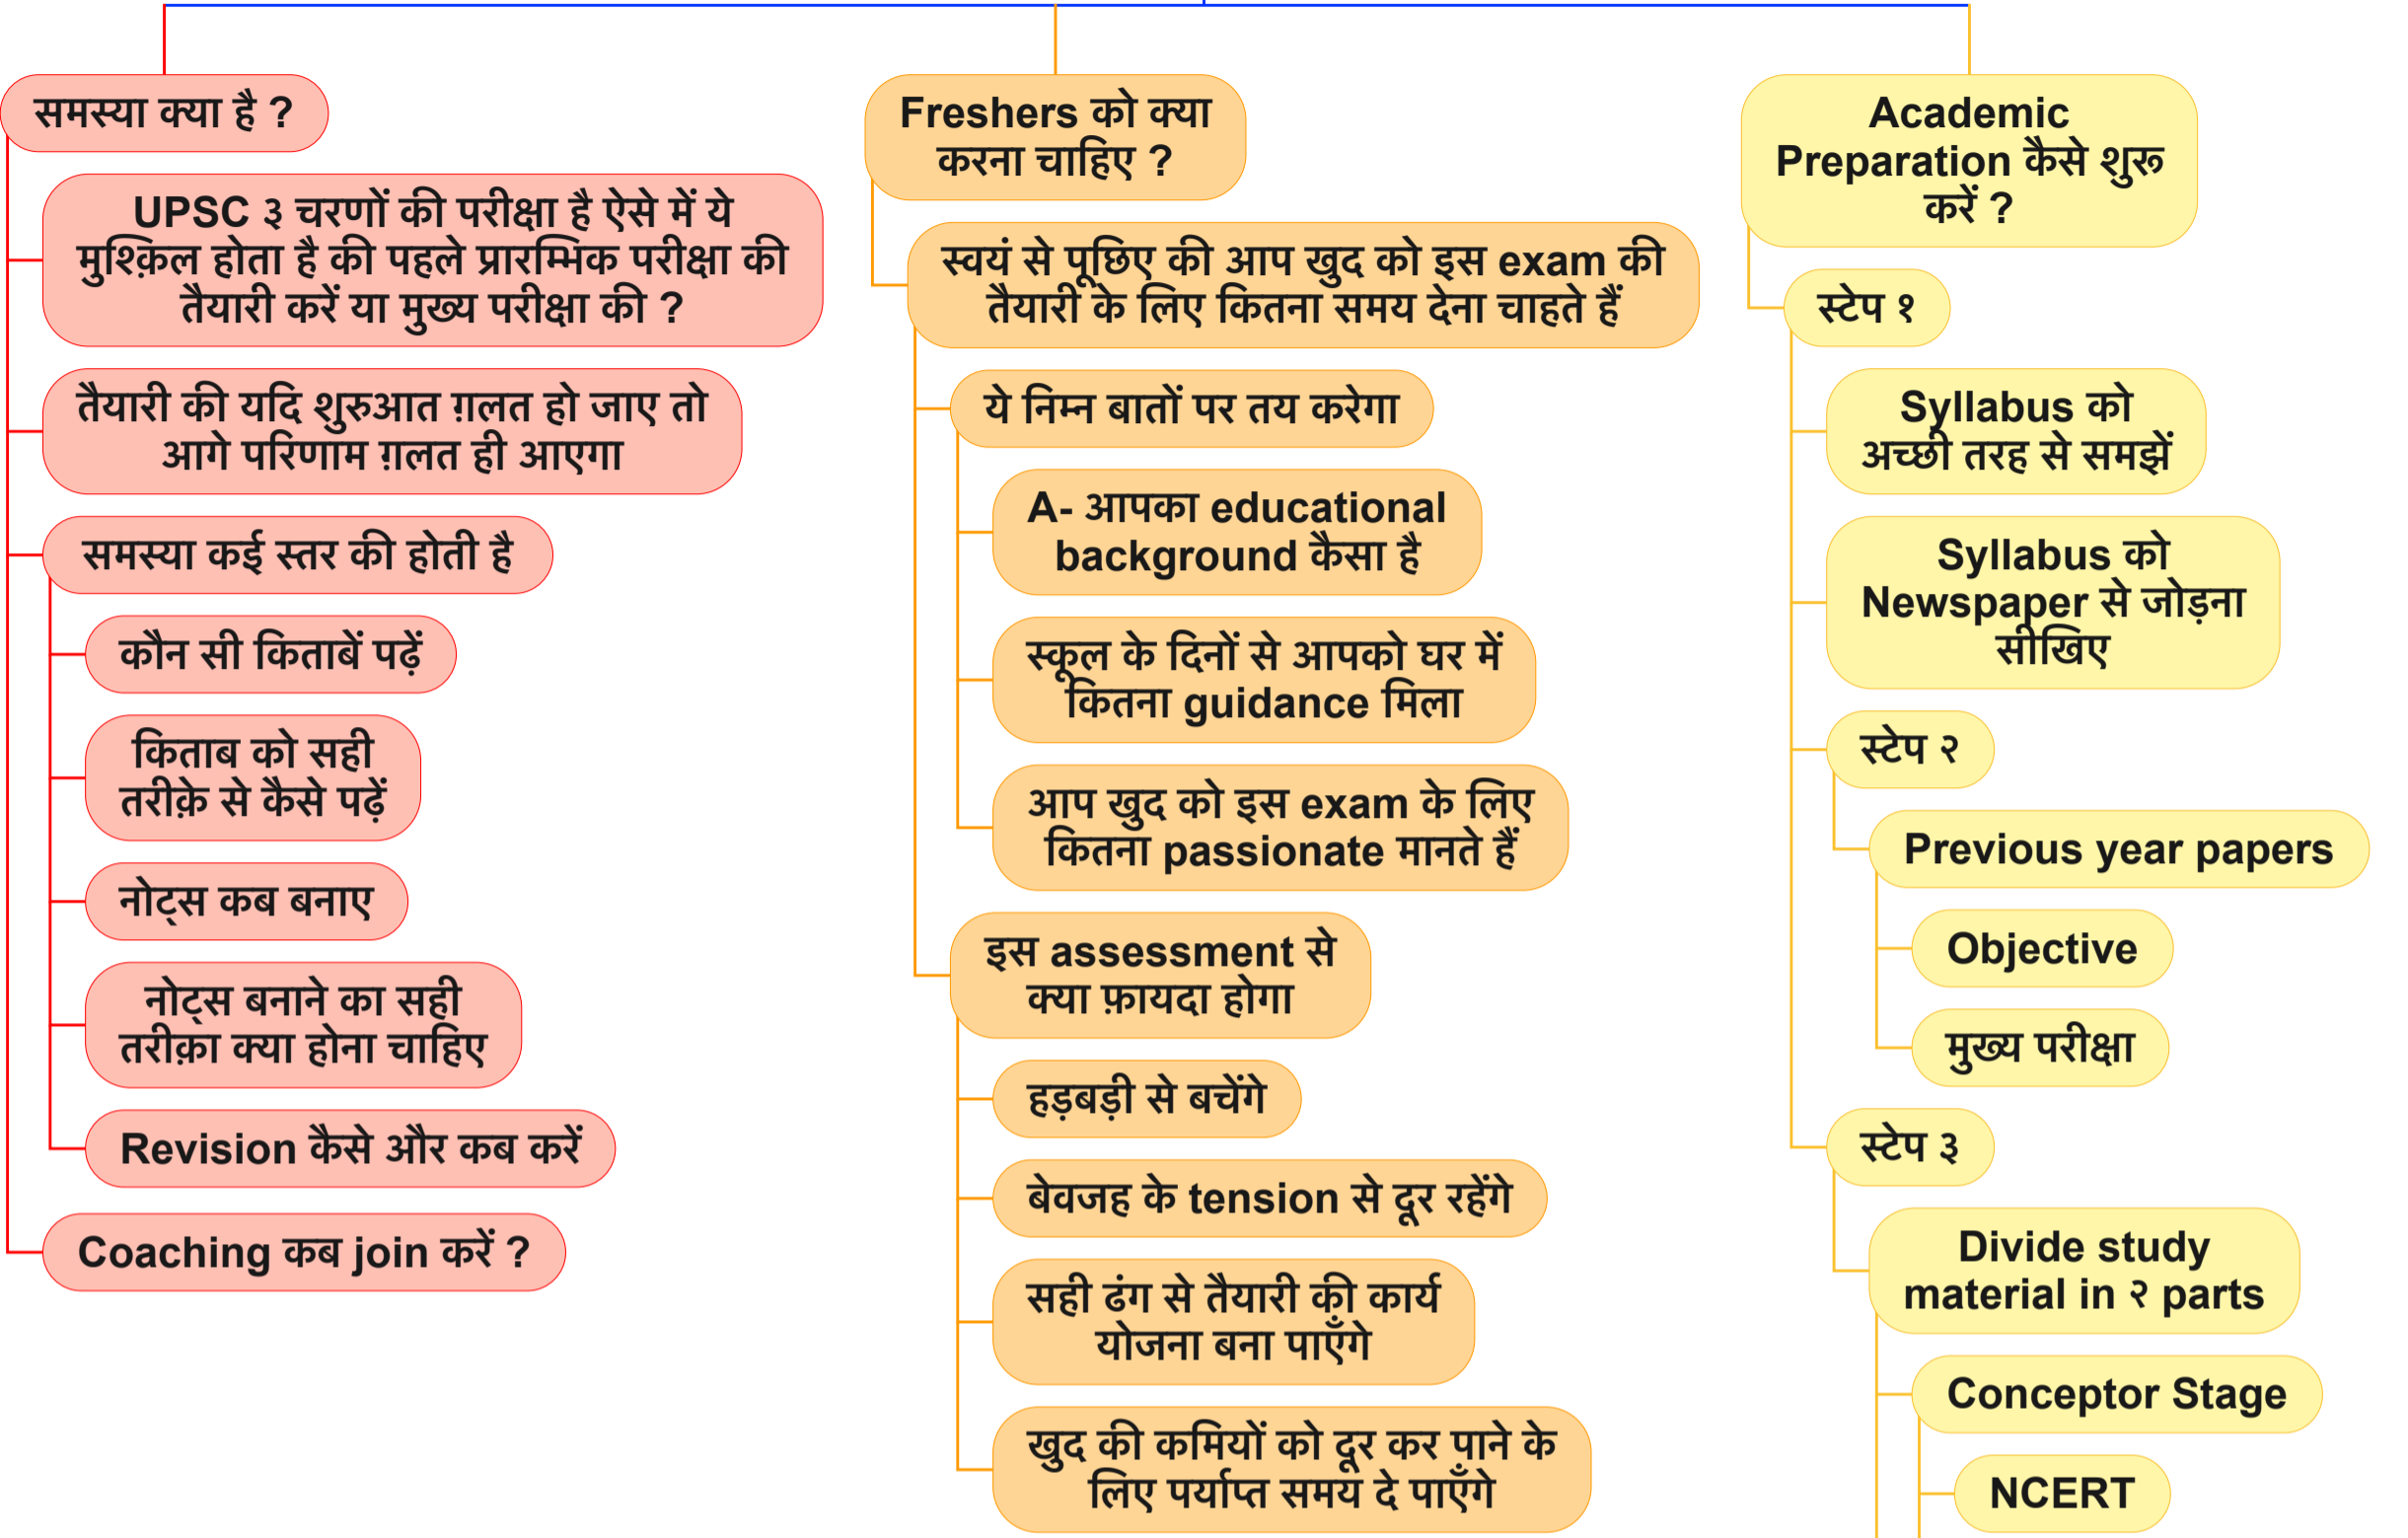 समस्या क्या है ?
UPSC ३ चरणों की परीक्षा है ऐसे में ये
मुश्क़िल होता है की पहले प्रारम्भिक परीक्षा की
तैयारी करें या मुख्य परीक्षा की ?
तैयारी की यदि शुरुआत ग़लत हो जाए तो
आगे परिणाम ग़लत ही आएगा
समस्या कई स्तर की होती है
कौन सी किताबें पढ़ें
किताब को सही
तरीक़े से कैसे पढ़ें
नोट्स कब बनाए
नोट्स बनाने का सही
तरीक़ा क्या होना चाहिए
Revision कैसे और कब करें
Coaching कब join करें ?
Freshers को क्या
करना चाहिए ?
स्वयं से पूछिए की आप खुद को इस exam की
तैयारी के लिए कितना समय देना चाहते हैं
ये निम्न बातों पर तय करेगा
A- आपका educational
background कैसा है
स्कूल के दिनों से आपको घर में
कितना guidance मिला
आप खुद को इस exam के लिए
कितना passionate मानते हैं
इस assessment से
क्या फ़ायदा होगा
हड़बड़ी से बचेंगे
बेवजह के tension से दूर रहेंगे
सही ढंग से तैयारी की कार्य
योजना बना पाएँगे
खुद की कमियों को दूर कर पाने के
लिए पर्याप्त समय दे पाएँगे
Academic
Preparation कैसे शुरू
करें ?
स्टेप १
Syllabus को
अच्छी तरह से समझें
Syllabus को
Newspaper से जोड़ना
सीखिए
स्टेप २
Previous year papers
Objective
मुख्य परीक्षा
स्टेप ३
Divide study
material in २ parts
Conceptor Stage
NCERT